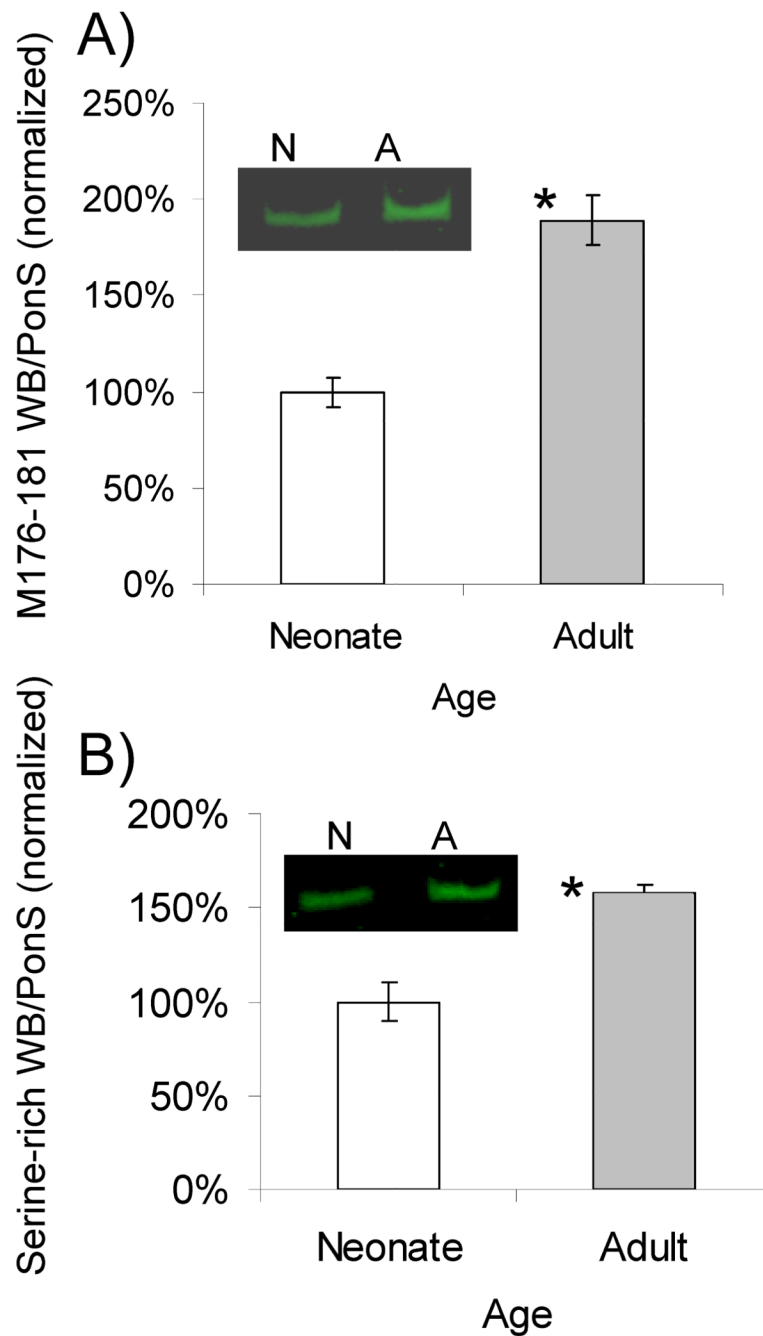 A)
M176-181 WB/PonS (normalized)
250%
200%
150%
100%
50%
0%
N A
*
Neonate Adult
Age
B)
Serine-rich WB/PonS (normalized)
200%
150%
100%
50%
0%
N A
*
Neonate Adult
Age